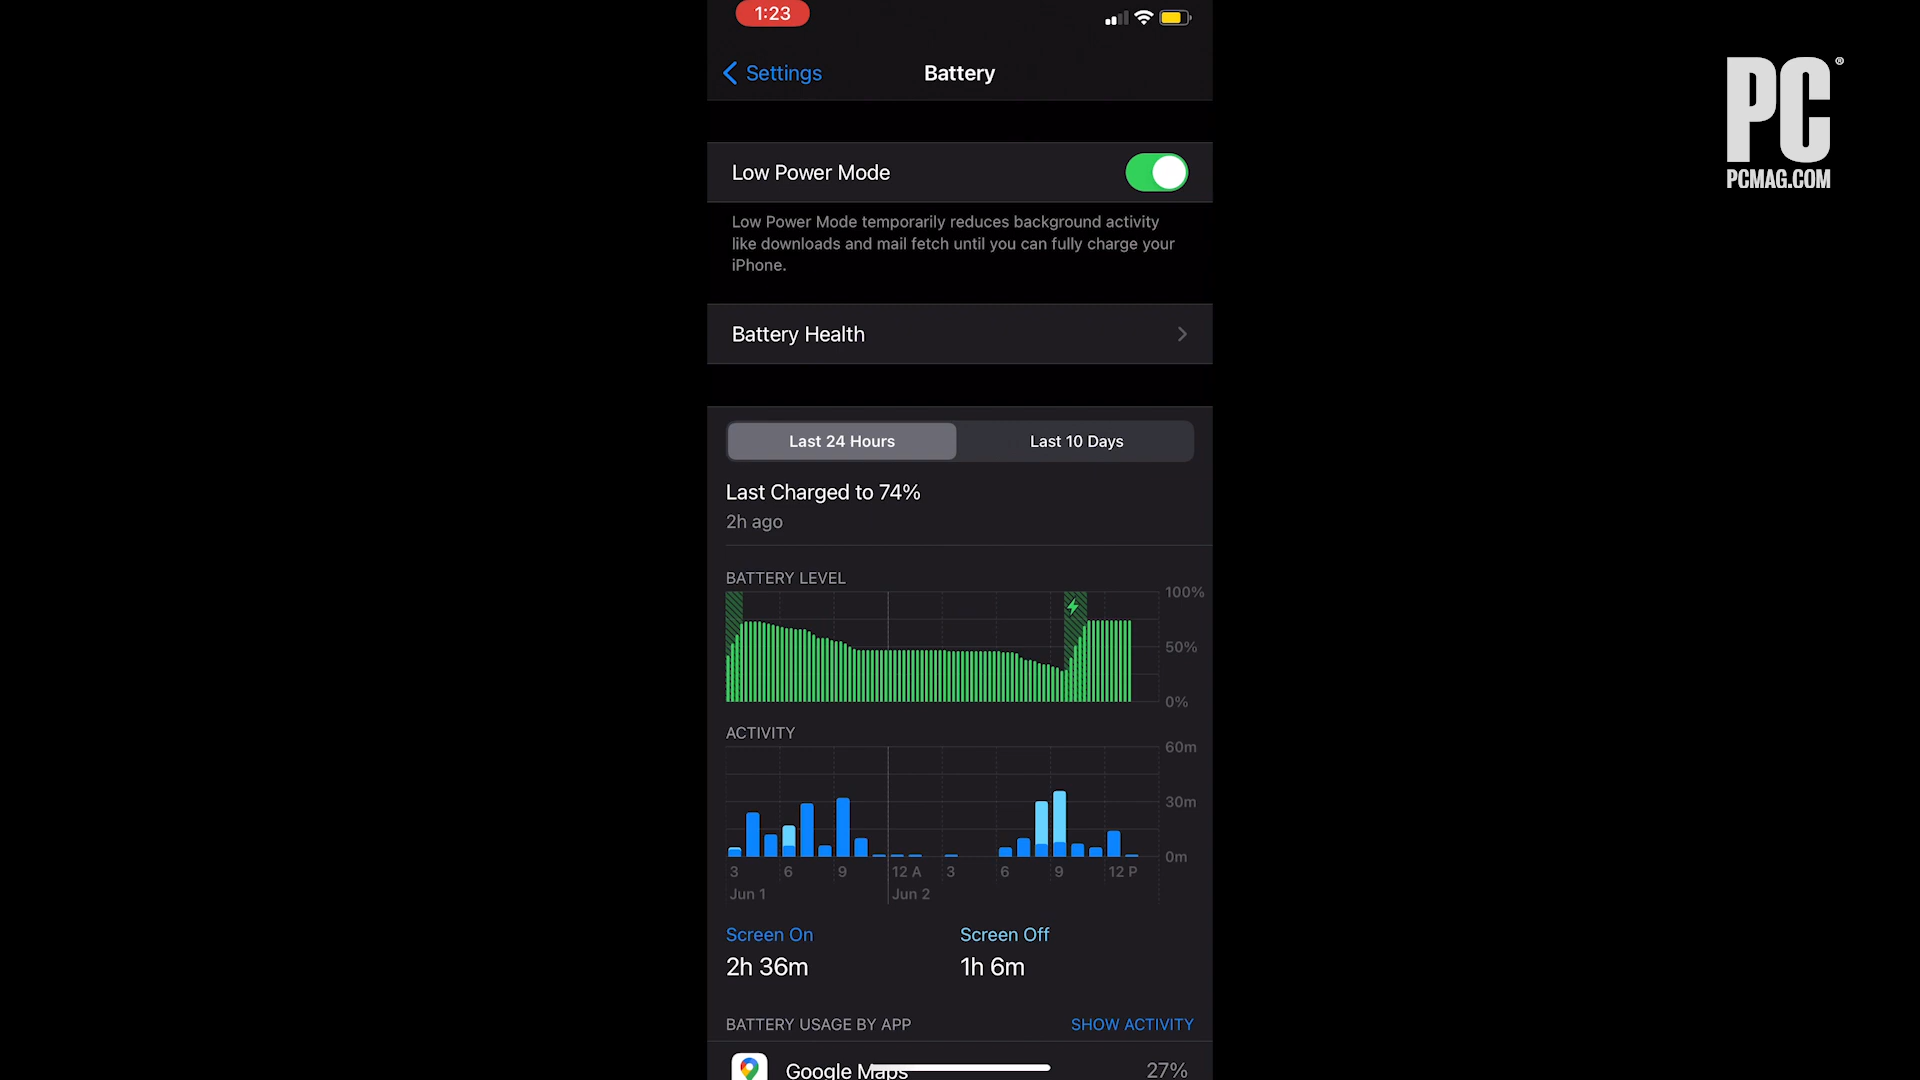 1:23
PC®
PCMAG.COM
Settings
Battery
Low Power Mode
Low Power Mode temporarily reduces background activity
like downloads and mail fetch until you can fully charge your
iPhone.
Battery Health
Last 24 Hours
Last 10 Days
Last Charged to 74%
2h ago
BATTERY LEVEL
100%
50%
0%
ACTIVITY
60m
30m
0m
3 6 9 12 A 3 6 9 12 P
Jun 1 Jun 2
Screen On
Screen Off
2h 36m
1h 6m
BATTERY USAGE BY APP
SHOW ACTIVITY
Google Maps
27%